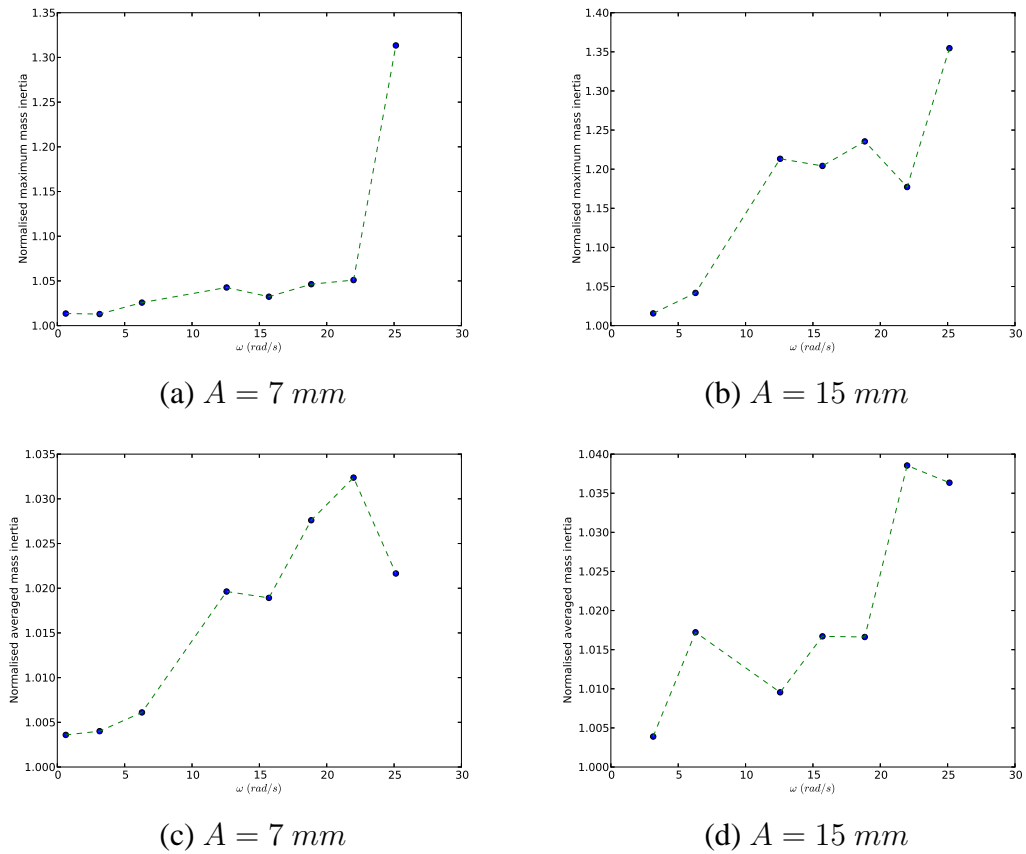 1.35
1.30
1.25
1.20
1.15
1.10
1.05
1.00
Normalised maximum mass inertia
0 5 10 15 20 25 30
ω (rad/s)
(a) A = 7 mm
1.40
1.35
1.30
1.25
1.20
1.15
1.10
1.05
1.00
Normalised maximum mass inertia
0 5 10 15 20 25 30
ω (rad/s)
(b) A = 15 mm
1.035
1.030
1.025
1.020
1.015
1.010
1.005
1.000
Normalised averaged mass inertia
0 5 10 15 20 25 30
ω (rad/s)
(c) A = 7 mm
1.040
1.035
1.030
1.025
1.020
1.015
1.010
1.005
1.000
Normalised averaged mass inertia
0 5 10 15 20 25 30
ω (rad/s)
(d) A = 15 mm